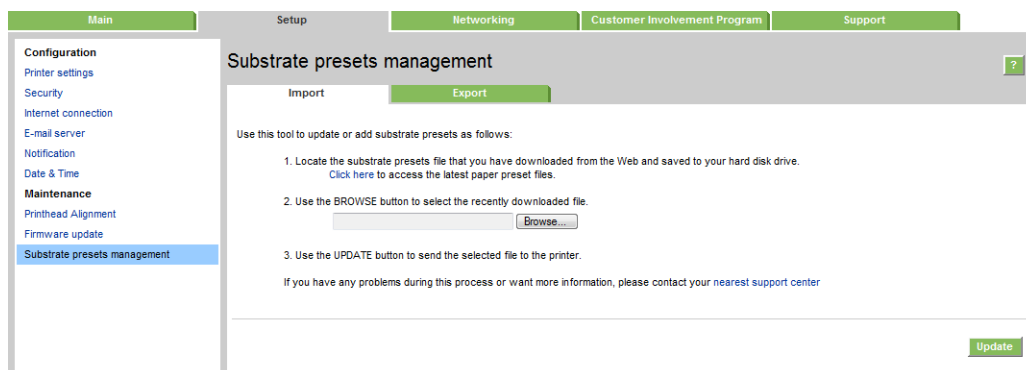 Main
Setup
Networking
Customer Involvement Program
Support
Configuration
Printer settings
Security
Internet connection
E-mail server
Notification
Date & Time
Maintenance
Printhead Alignment
Firmware update
Substrate presets management
Substrate presets management
?
Import
Export
Use this tool to update or add substrate presets as follows:
1. Locate the substrate presets file that you have downloaded from the Web and saved to your hard disk drive.
Click here to access the latest paper preset files.
2. Use the BROWSE button to select the recently downloaded file.
Browse...
3. Use the UPDATE button to send the selected file to the printer.
If you have any problems during this process or want more information, please contact your nearest support center
Update